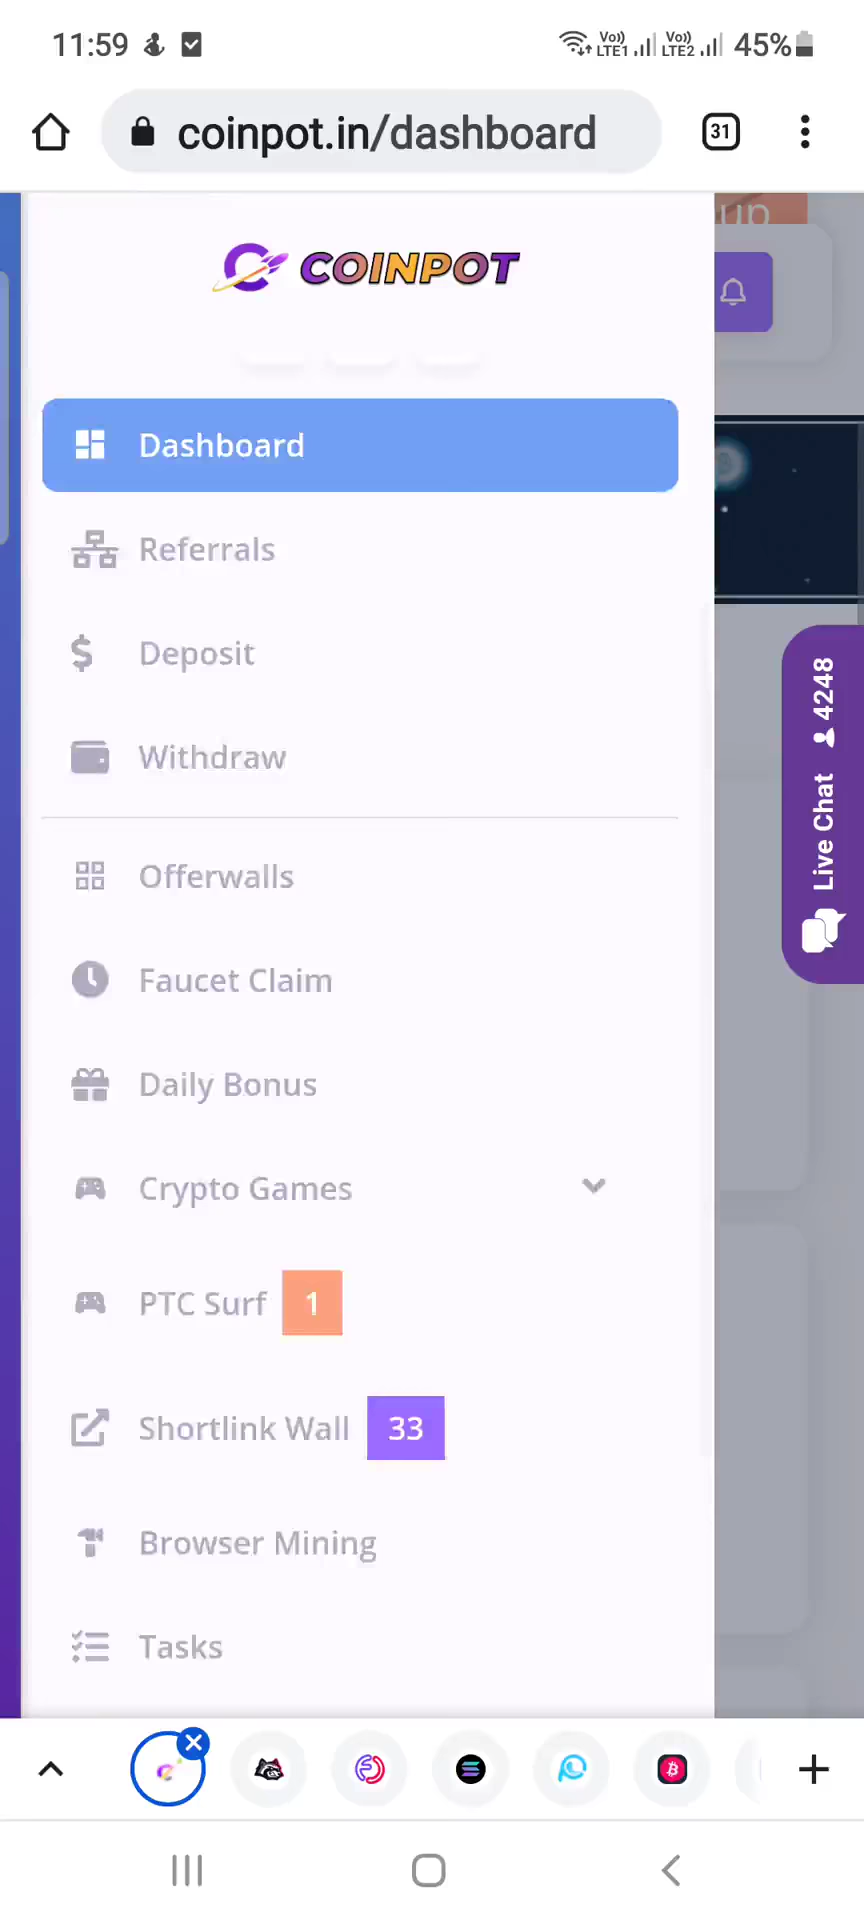 11:59
Vo)) LTE1 Vo)) LTE2 45%
coinpot.in/dashboard
31
up
COINPOT
Dashboard
Referrals
Deposit
Withdraw
Live Chat 4248
Offerwalls
Faucet Claim
Daily Bonus
Crypto Games
PTC Surf 1
Shortlink Wall 33
Browser Mining
Tasks